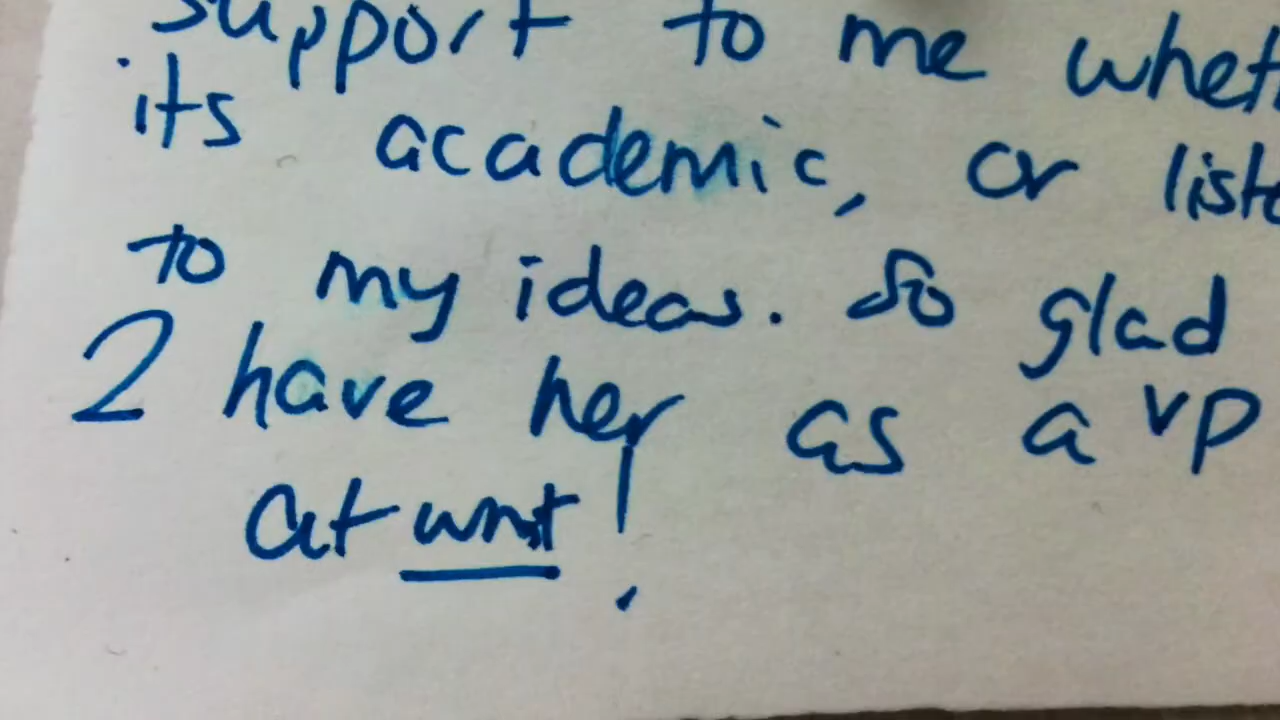 support to me wheth
its academic, or liste
to my ideas. So glad
2 have her as a VP
at wnt!